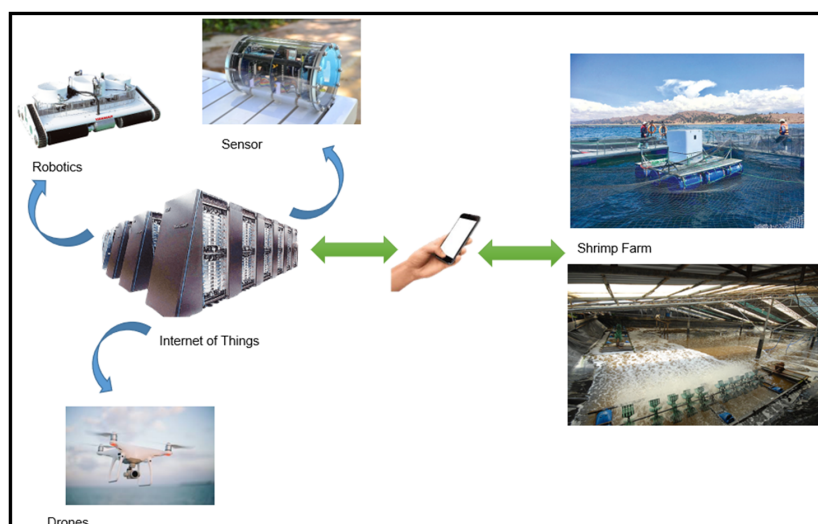 Sensor
Robotics
Shrimp Farm
Internet of Things
Drones